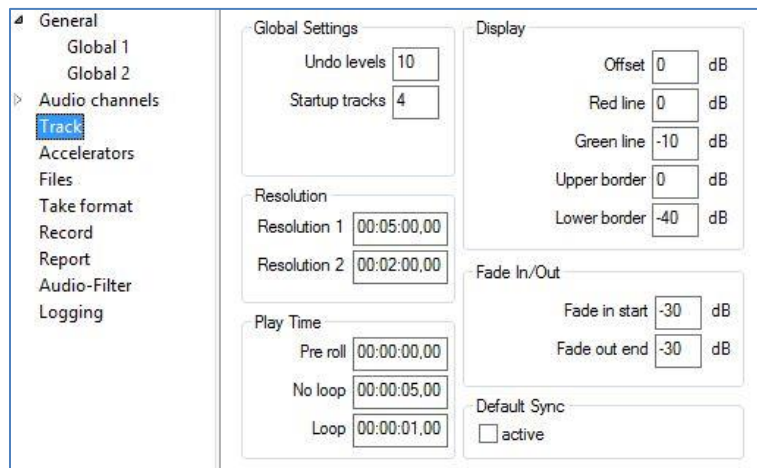 General
Global 1
Global 2
Audio channels
Track
Accelerators
Files
Take format
Record
Report
Audio-Filter
Logging
Global Settings
Undo levels 10
Startup tracks 4
Resolution
Resolution 1 00:05:00,00
Resolution 2 00:02:00,00
Play Time
Pre roll 00:00:00,00
No loop 00:00:05,00
Loop 00:00:01,00
Display
Offset 0 dB
Red line 0 dB
Green line -10 dB
Upper border 0 dB
Lower border -40 dB
Fade In/Out
Fade in start -30 dB
Fade out end -30 dB
Default Sync
active